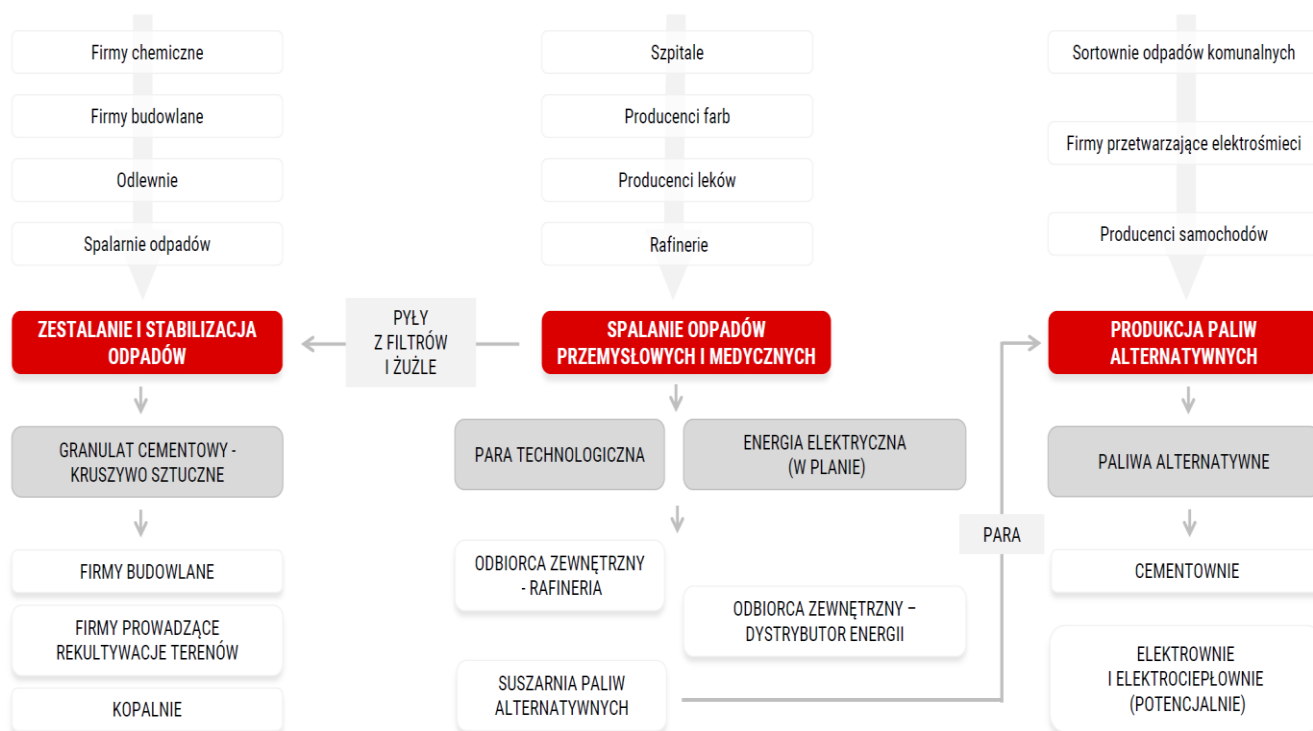 Firmy chemiczne
Firmy budowlane
Odlewnie
Spalarnie odpadów
ZESTALANIE I STABILIZACJA
ODPADÓW
GRANULAT CEMENTOWY -
KRUSZYWO SZTUCZNE
FIRMY BUDOWLANE
FIRMY PROWADZĄCE
REKULTYWACJE TERENÓW
KOPALNIE
PYŁY
Z FILTRÓW
I ŻUŻLE
Szpitale
Producenci farb
Producenci leków
Rafinerie
SPALANIE ODPADÓW
PRZEMYSŁOWYCH I MEDYCZNYCH
PARA TECHNOLOGICZNA
ENERGIA ELEKTRYCZNA
(W PLANIE)
ODBIORCA ZEWNĘTRZNY
- RAFINERIA
ODBIORCA ZEWNĘTRZNY –
DYSTRYBUTOR ENERGII
SUSZARNIA PALIW
ALTERNATYWNYCH
PARA
Sortownie odpadów komunalnych
Firmy przetwarzające elektrośmieci
Producenci samochodów
PRODUKCJA PALIW
ALTERNATYWNYCH
PALIWA ALTERNATYWNE
CEMENTOWNIE
ELEKTROWNIE
I ELEKTROCIEPŁOWNIE
(POTENCJALNIE)